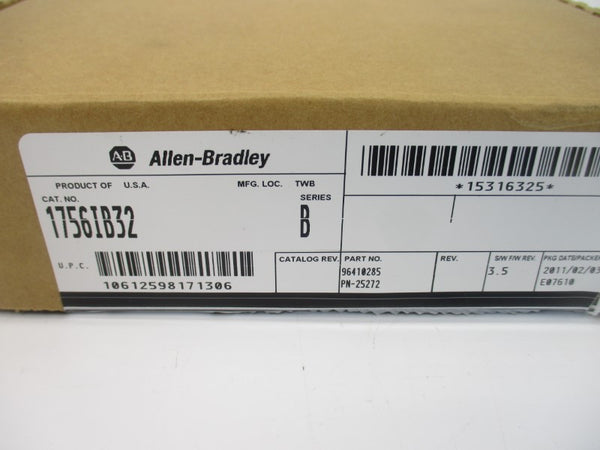 AB Allen-Bradley
*15316325*
PRODUCT OF U.S.A. MFG. LOC. TWB
CAT. NO. SERIES
1756IB32 B
U.P.C.
10612598171306
CATALOG REV. PART NO. REV. S/W F/W REV. PKG DATE/PACKER
96410285 3.5 2011/02/03
PN-25272 E07610